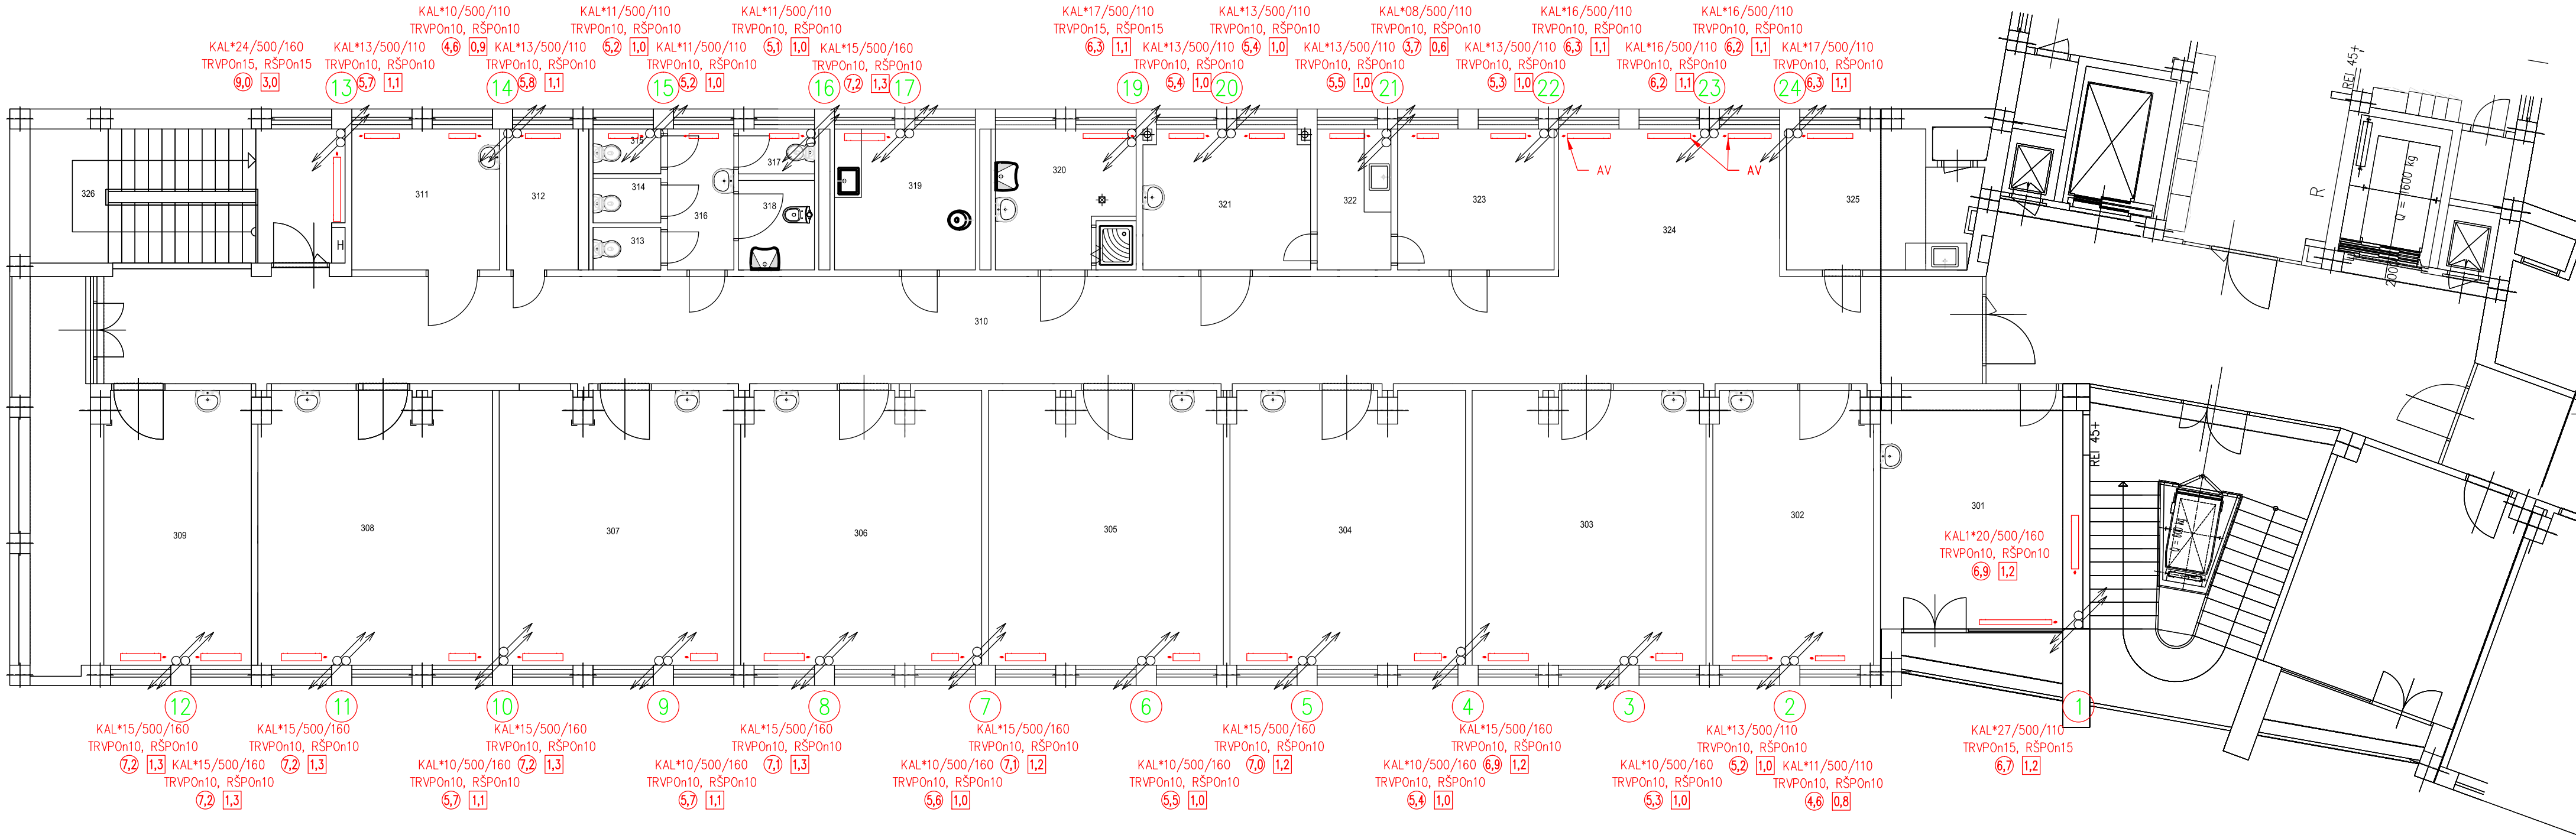 KAL*24/500/160
TRVPOn15, RŠPOn15
9,0 3,0
KAL*13/500/110
TRVPOn10, RŠPOn10
5,7 1,1
KAL*10/500/110
TRVPOn10, RŠPOn10
4,6 0,9
KAL*13/500/110
TRVPOn10, RŠPOn10
5,8 1,1
KAL*11/500/110
TRVPOn10, RŠPOn10
5,2 1,0
KAL*11/500/110
TRVPOn10, RŠPOn10
5,2 1,0
KAL*11/500/110
TRVPOn10, RŠPOn10
5,1 1,0
KAL*15/500/160
TRVPOn10, RŠPOn10
7,2 1,3
KAL*17/500/110
TRVPOn15, RŠPOn15
6,3 1,1
KAL*13/500/110
TRVPOn10, RŠPOn10
5,4 1,0
KAL*13/500/110
TRVPOn10, RŠPOn10
5,4 1,0
KAL*13/500/110
TRVPOn10, RŠPOn10
5,5 1,0
KAL*08/500/110
TRVPOn10, RŠPOn10
3,7 0,6
KAL*13/500/110
TRVPOn10, RŠPOn10
5,3 1,0
KAL*16/500/110
TRVPOn10, RŠPOn10
6,3 1,1
KAL*16/500/110
TRVPOn10, RŠPOn10
6,2 1,1
KAL*16/500/110
TRVPOn10, RŠPOn10
6,2 1,1
KAL*17/500/110
TRVPOn10, RŠPOn10
6,3 1,1
13 14 15 16 17 19 20 21 22 23 24
REI 45+
R
Q = 1600 kg
2000
AV
AV
326
H
311
312
315
314
313
316
317
318
319
320
321
322
323
324
325
310
309
308
307
306
305
304
303
302
301
KAL1*20/500/160
TRVPOn10, RŠPOn10
6,9 1,2
REI 45+
Q = 600 kg
12 11 10 9 8 7 6 5 4 3 2 1
KAL*15/500/160
TRVPOn10, RŠPOn10
7,2 1,3
KAL*15/500/160
TRVPOn10, RŠPOn10
7,2 1,3
KAL*15/500/160
TRVPOn10, RŠPOn10
7,2 1,3
KAL*10/500/160
TRVPOn10, RŠPOn10
5,7 1,1
KAL*15/500/160
TRVPOn10, RŠPOn10
7,2 1,3
KAL*10/500/160
TRVPOn10, RŠPOn10
5,7 1,1
KAL*15/500/160
TRVPOn10, RŠPOn10
7,1 1,3
KAL*10/500/160
TRVPOn10, RŠPOn10
5,6 1,0
KAL*15/500/160
TRVPOn10, RŠPOn10
7,1 1,2
KAL*10/500/160
TRVPOn10, RŠPOn10
5,5 1,0
KAL*15/500/160
TRVPOn10, RŠPOn10
7,0 1,2
KAL*10/500/160
TRVPOn10, RŠPOn10
5,4 1,0
KAL*15/500/160
TRVPOn10, RŠPOn10
6,9 1,2
KAL*10/500/160
TRVPOn10, RŠPOn10
5,3 1,0
KAL*13/500/110
TRVPOn10, RŠPOn10
5,2 1,0
KAL*11/500/110
TRVPOn10, RŠPOn10
4,6 0,8
KAL*27/500/110
TRVPOn15, RŠPOn15
6,7 1,2